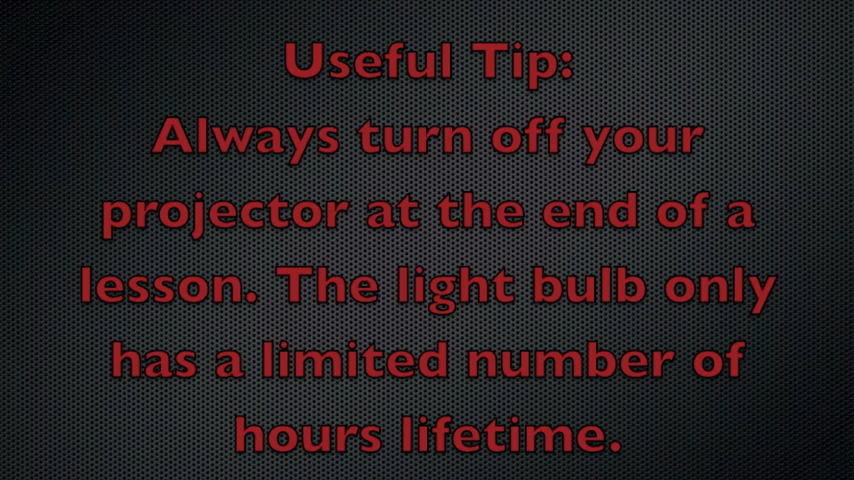 Useful Tip:
Always turn off your
projector at the end of a
lesson. The light bulb only
has a limited number of
hours lifetime.